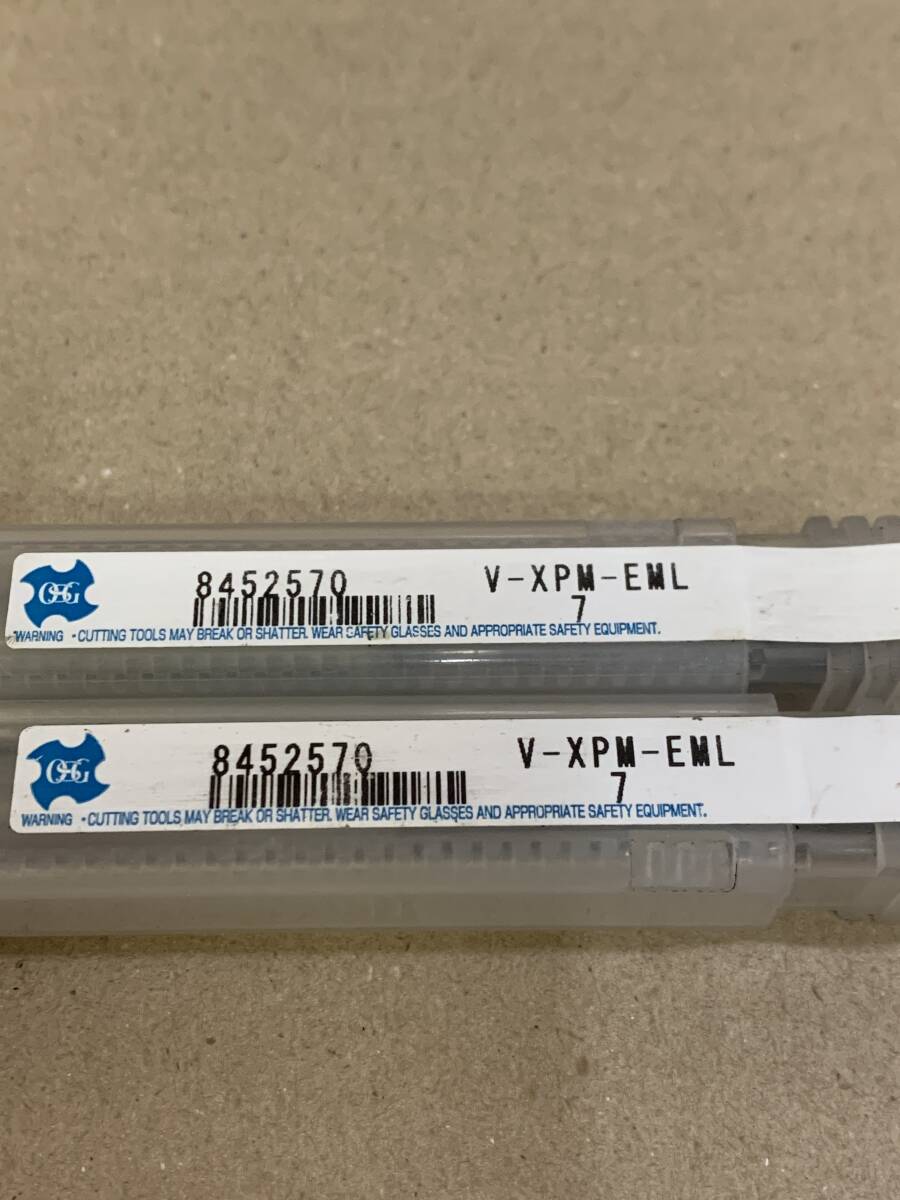 OSG
8452570
V-XPM-EML
7
WARNING • CUTTING TOOLS MAY BREAK OR SHATTER. WEAR SAFETY GLASSES AND APPROPRIATE SAFETY EQUIPMENT.
OSG
8452570
V-XPM-EML
7
WARNING • CUTTING TOOLS MAY BREAK OR SHATTER. WEAR SAFETY GLASSES AND APPROPRIATE SAFETY EQUIPMENT.